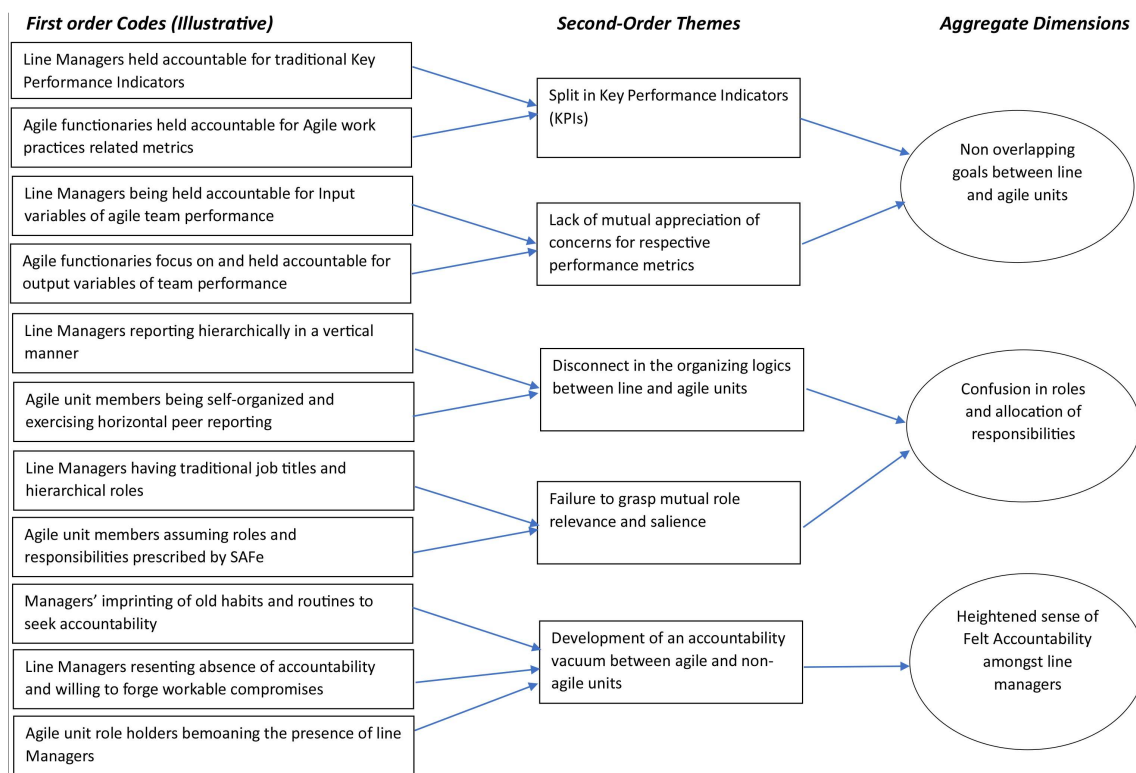 First order Codes (Illustrative)
Second-Order Themes
Aggregate Dimensions
Line Managers held accountable for traditional Key
Performance Indicators
Agile functionaries held accountable for Agile work
practices related metrics
Line Managers being held accountable for Input
variables of agile team performance
Agile functionaries focus on and held accountable for
output variables of team performance
Line Managers reporting hierarchically in a vertical
manner
Agile unit members being self-organized and
exercising horizontal peer reporting
Line Managers having traditional job titles and
hierarchical roles
Agile unit members assuming roles and
responsibilities prescribed by SAFe
Managers' imprinting of old habits and routines to
seek accountability
Line Managers resenting absence of accountability
and willing to forge workable compromises
Agile unit role holders bemoaning the presence of line
Managers
Split in Key Performance Indicators
(KPIs)
Lack of mutual appreciation of
concerns for respective
performance metrics
Disconnect in the organizing logics
between line and agile units
Failure to grasp mutual role
relevance and salience
Development of an accountability
vacuum between agile and non-
agile units
Non overlapping
goals between line
and agile units
Confusion in roles
and allocation of
responsibilities
Heightened sense of
Felt Accountability
amongst line
managers